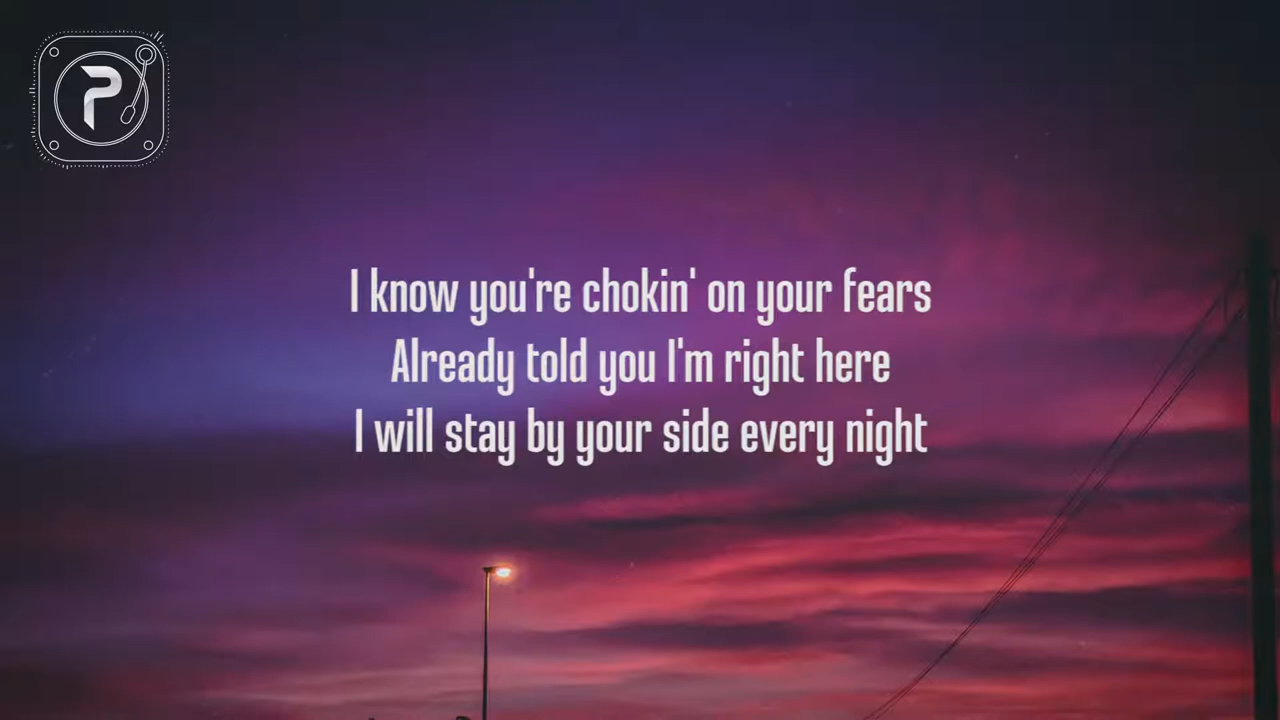 P
I know you're chokin' on your fears
Already told you I'm right here
I will stay by your side every night